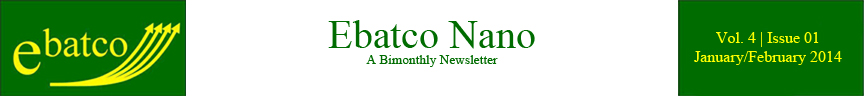 ebatco
Ebatco Nano
A Bimonthly Newsletter
Vol. 4 | Issue 01
January/February 2014